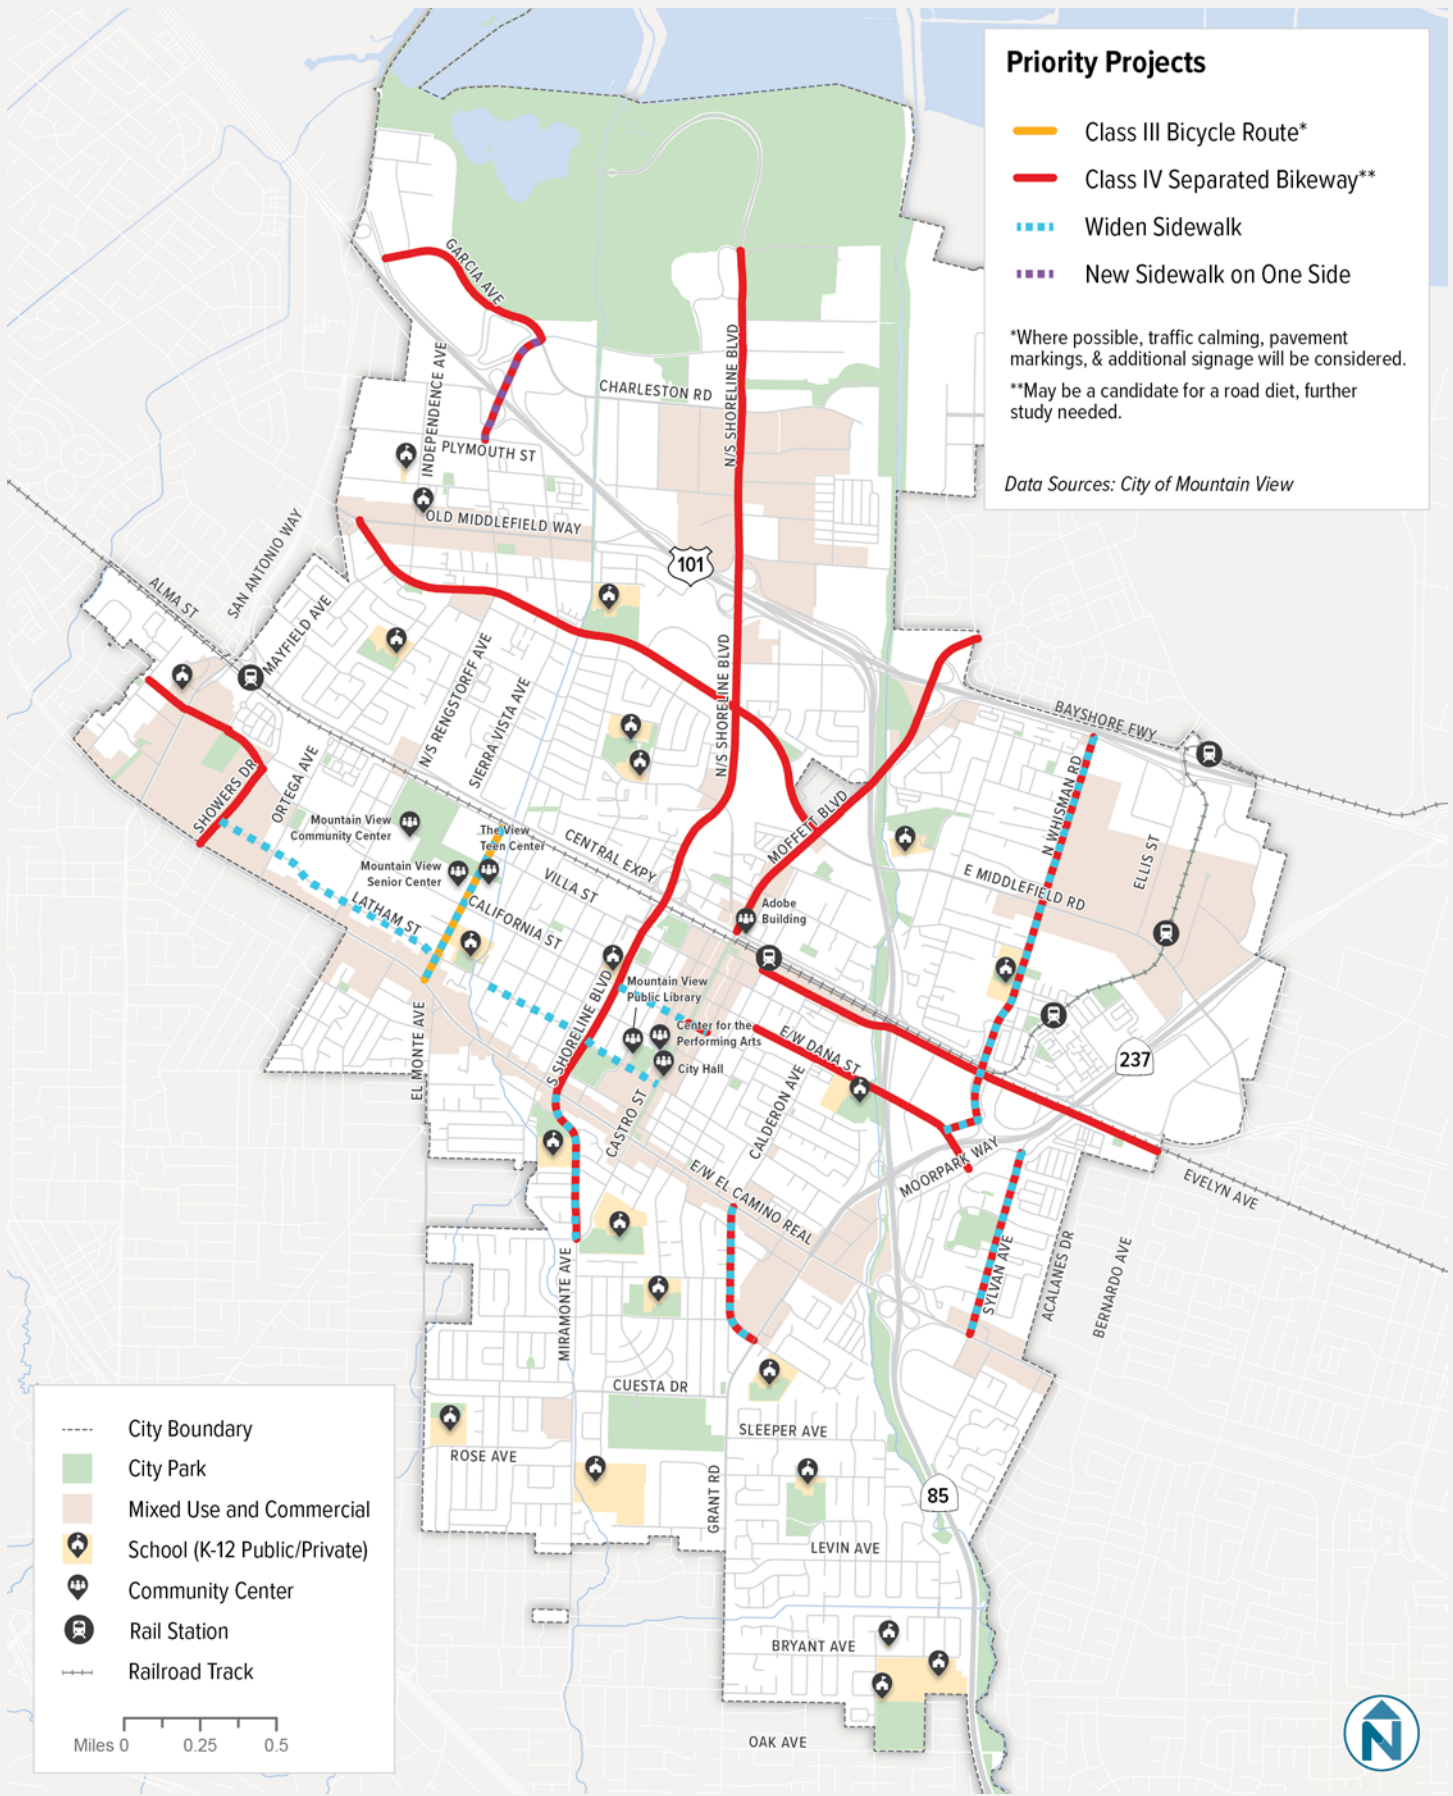 Priority Projects
Class III Bicycle Route*
Class IV Separated Bikeway**
Widen Sidewalk
New Sidewalk on One Side
*Where possible, traffic calming, pavement
markings, & additional signage will be considered.
**May be a candidate for a road diet, further
study needed.
Data Sources: City of Mountain View
GARCIA AVE
N/S SHORELINE BLVD
INDEPENDENCE AVE
CHARLESTON RD
PLYMOUTH ST
OLD MIDDLEFIELD WAY
101
SAN ANTONIO WAY
ALMA ST
MAYFIELD AVE
N/S RENGSTORFF AVE
SIERRA VISTA AVE
N/S SHORELINE BLVD
BAYSHORE FWY
SHOWERS DR
ORTEGA AVE
N WHISMAN RD
Mountain View
Community Center
The View
Teen Center
CENTRAL EXPY
MOFFETT BLVD
Mountain View
Senior Center
VILLA ST
E MIDDLEFIELD RD
ELLIS ST
LATHAM ST
CALIFORNIA ST
Adobe
Building
Mountain View
Public Library
S SHORELINE BLVD
Center for the
Performing Arts
E/W DANA ST
City Hall
237
EL MONTE AVE
CASTRO ST
CALDERON AVE
MOORPARK WAY
E/W EL CAMINO REAL
EVELYN AVE
SYLVAN AVE
ACALANES DR
BERNARDO AVE
MIRAMONTE AVE
CUESTA DR
SLEEPER AVE
ROSE AVE
GRANT RD
85
LEVIN AVE
BRYANT AVE
OAK AVE
City Boundary
City Park
Mixed Use and Commercial
School (K-12 Public/Private)
Community Center
Rail Station
Railroad Track
Miles 0 0.25 0.5
N